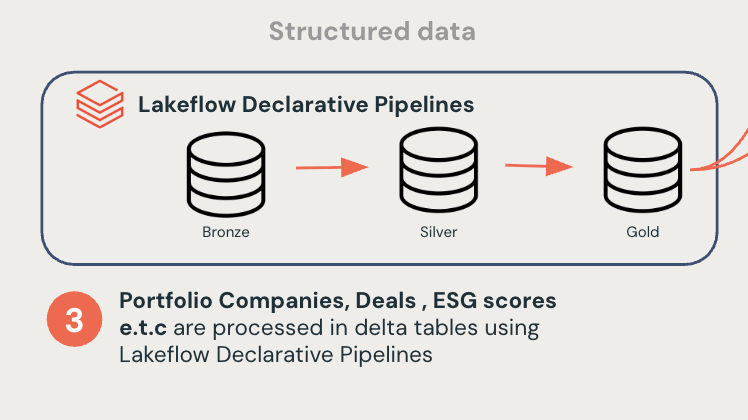 Structured data
Lakeflow Declarative Pipelines
Bronze
Silver
Gold
3
Portfolio Companies, Deals , ESG scores
e.t.c are processed in delta tables using
Lakeflow Declarative Pipelines